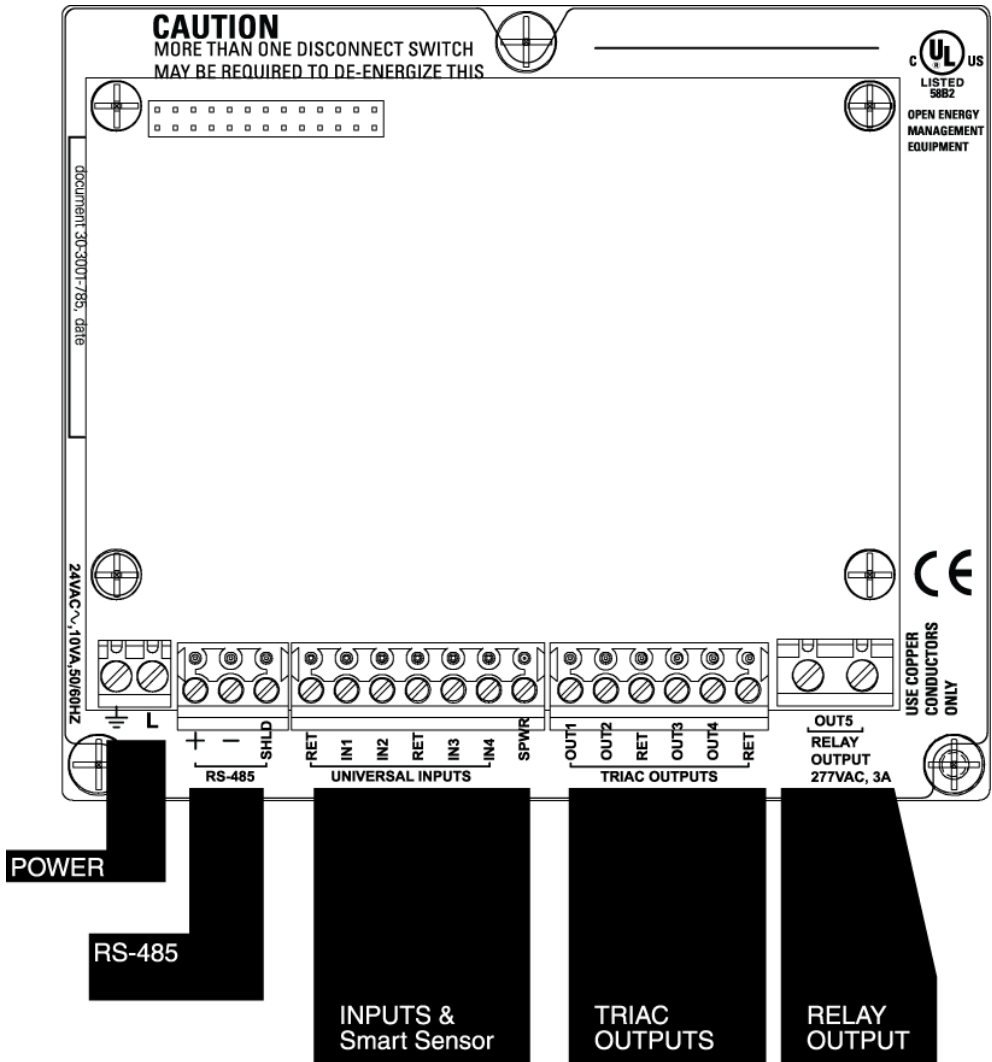 CAUTION
MORE THAN ONE DISCONNECT SWITCH
MAY BE REQUIRED TO DE-ENERGIZE THIS
C UL US
®
LISTED
58B2
OPEN ENERGY
MANAGEMENT
EQUIPMENT
document 30-3001-785, date
24VAC∿,10VA,50/60HZ
CE
USE COPPER
CONDUCTORS
ONLY
L
+
–
SHLD
RS-485
RET
IN1
IN2
RET
IN3
IN4
SPWR
UNIVERSAL INPUTS
OUT1
OUT2
RET
OUT3
OUT4
RET
TRIAC OUTPUTS
OUT5
RELAY
OUTPUT
277VAC, 3A
POWER
RS-485
INPUTS &
Smart Sensor
TRIAC
OUTPUTS
RELAY
OUTPUT